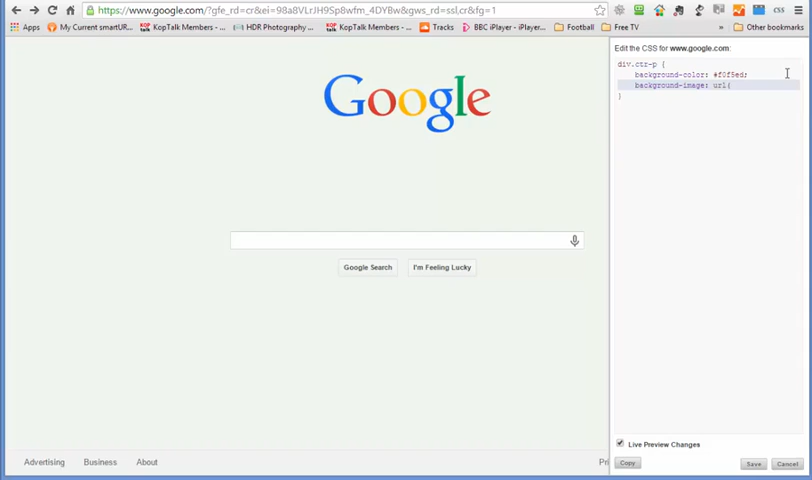 https://www.google.com/?gfe_rd=cr&ei=98a8VLrJH9Sp8wfm_4DYBw&gws_rd=ssl,cr&fg=1
Apps My Current smartUR... KopTalk Members -... HDR Photography ... KopTalk Members -... Tracks BBC iPlayer - iPlayer... Football Free TV » Other bookmarks
Edit the CSS for www.google.com:
div.ctr-p {
background-color: #f0f5ed;
background-image: url(
}
Google
Google Search I'm Feeling Lucky
Live Preview Changes
Advertising Business About Pri
Copy Save Cancel
CSS